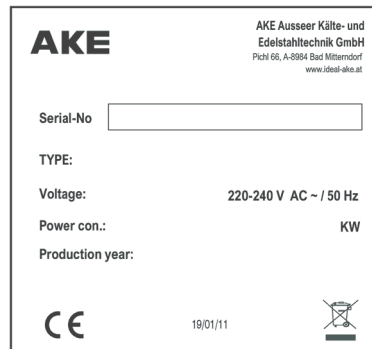 AKE
AKE Ausseer Kälte- und
Edelstahltechnik GmbH
Pichl 66, A-8984 Bad Mitterndorf
www.ideal-ake.at
Serial-No
TYPE:
Voltage: 220-240 V AC ~ / 50 Hz
Power con.: KW
Production year:
CE 19/01/11